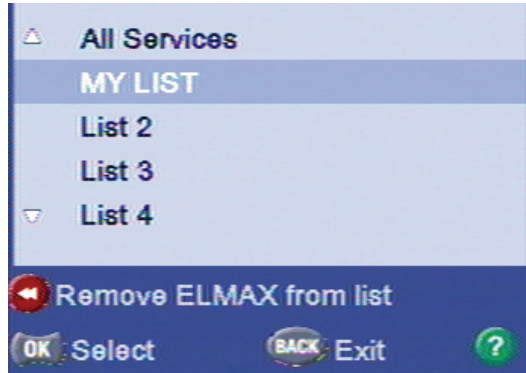 All Services
MY LIST
List 2
List 3
List 4
Remove ELMAX from list
OK Select BACK Exit ?